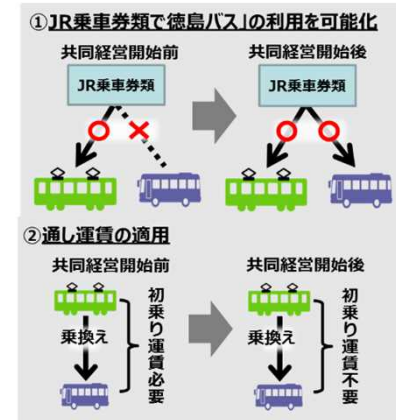 ①JR乗車券類で徳島バス」の利用を可能化
共同経営開始前
共同経営開始後
JR乗車券類
JR乗車券類
②通し運賃の適用
共同経営開始前
共同経営開始後
乗換え
初乗り運賃必要
乗換え
初乗り運賃不要